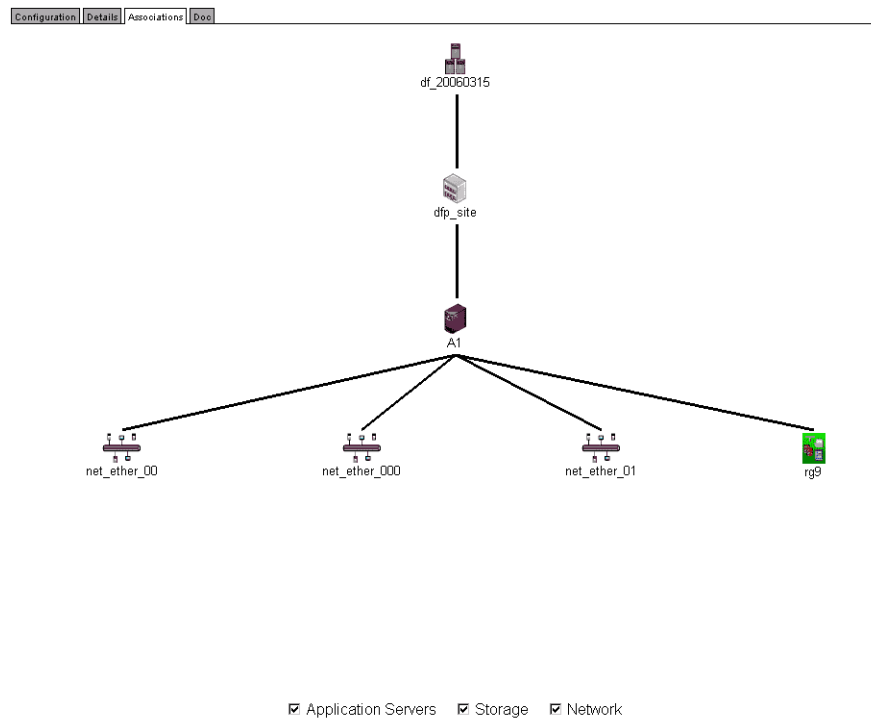 Configuration Details Associations Doc
df_20060315
dfp_site
A1
net_ether_00 net_ether_000 net_ether_01 rg9
Application Servers Storage Network